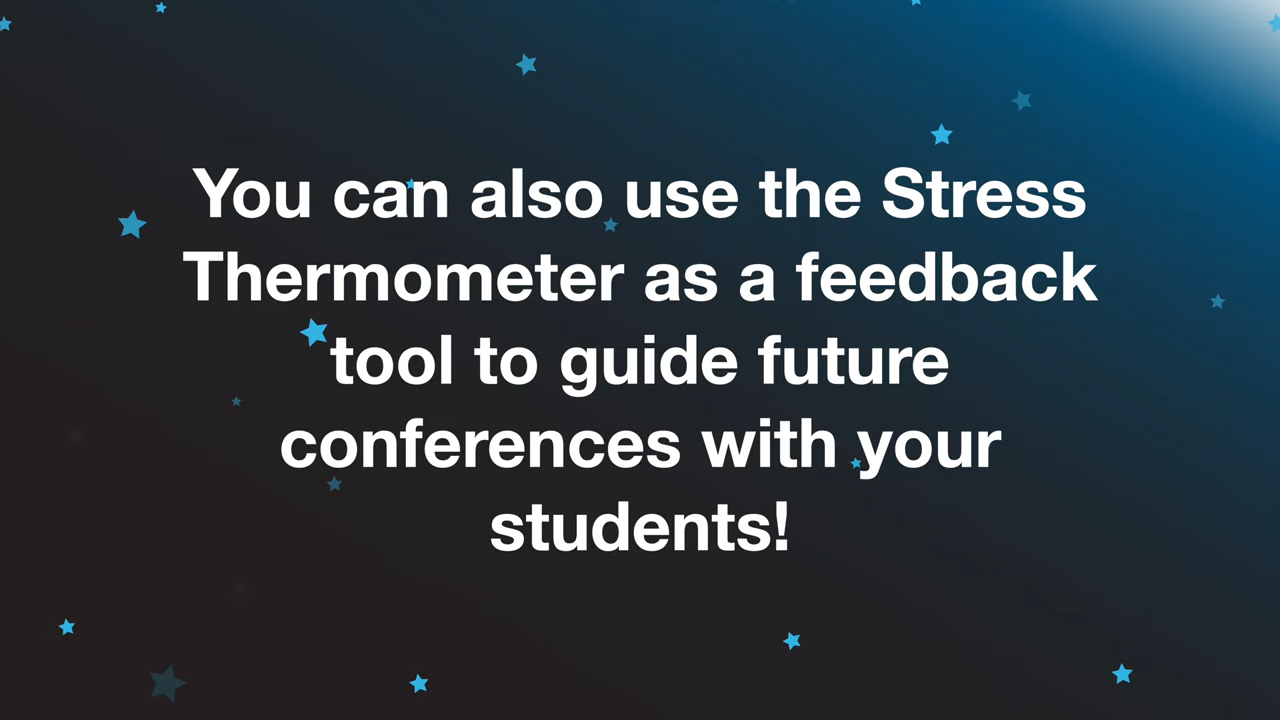 You can also use the Stress
Thermometer as a feedback
tool to guide future
conferences with your
students!